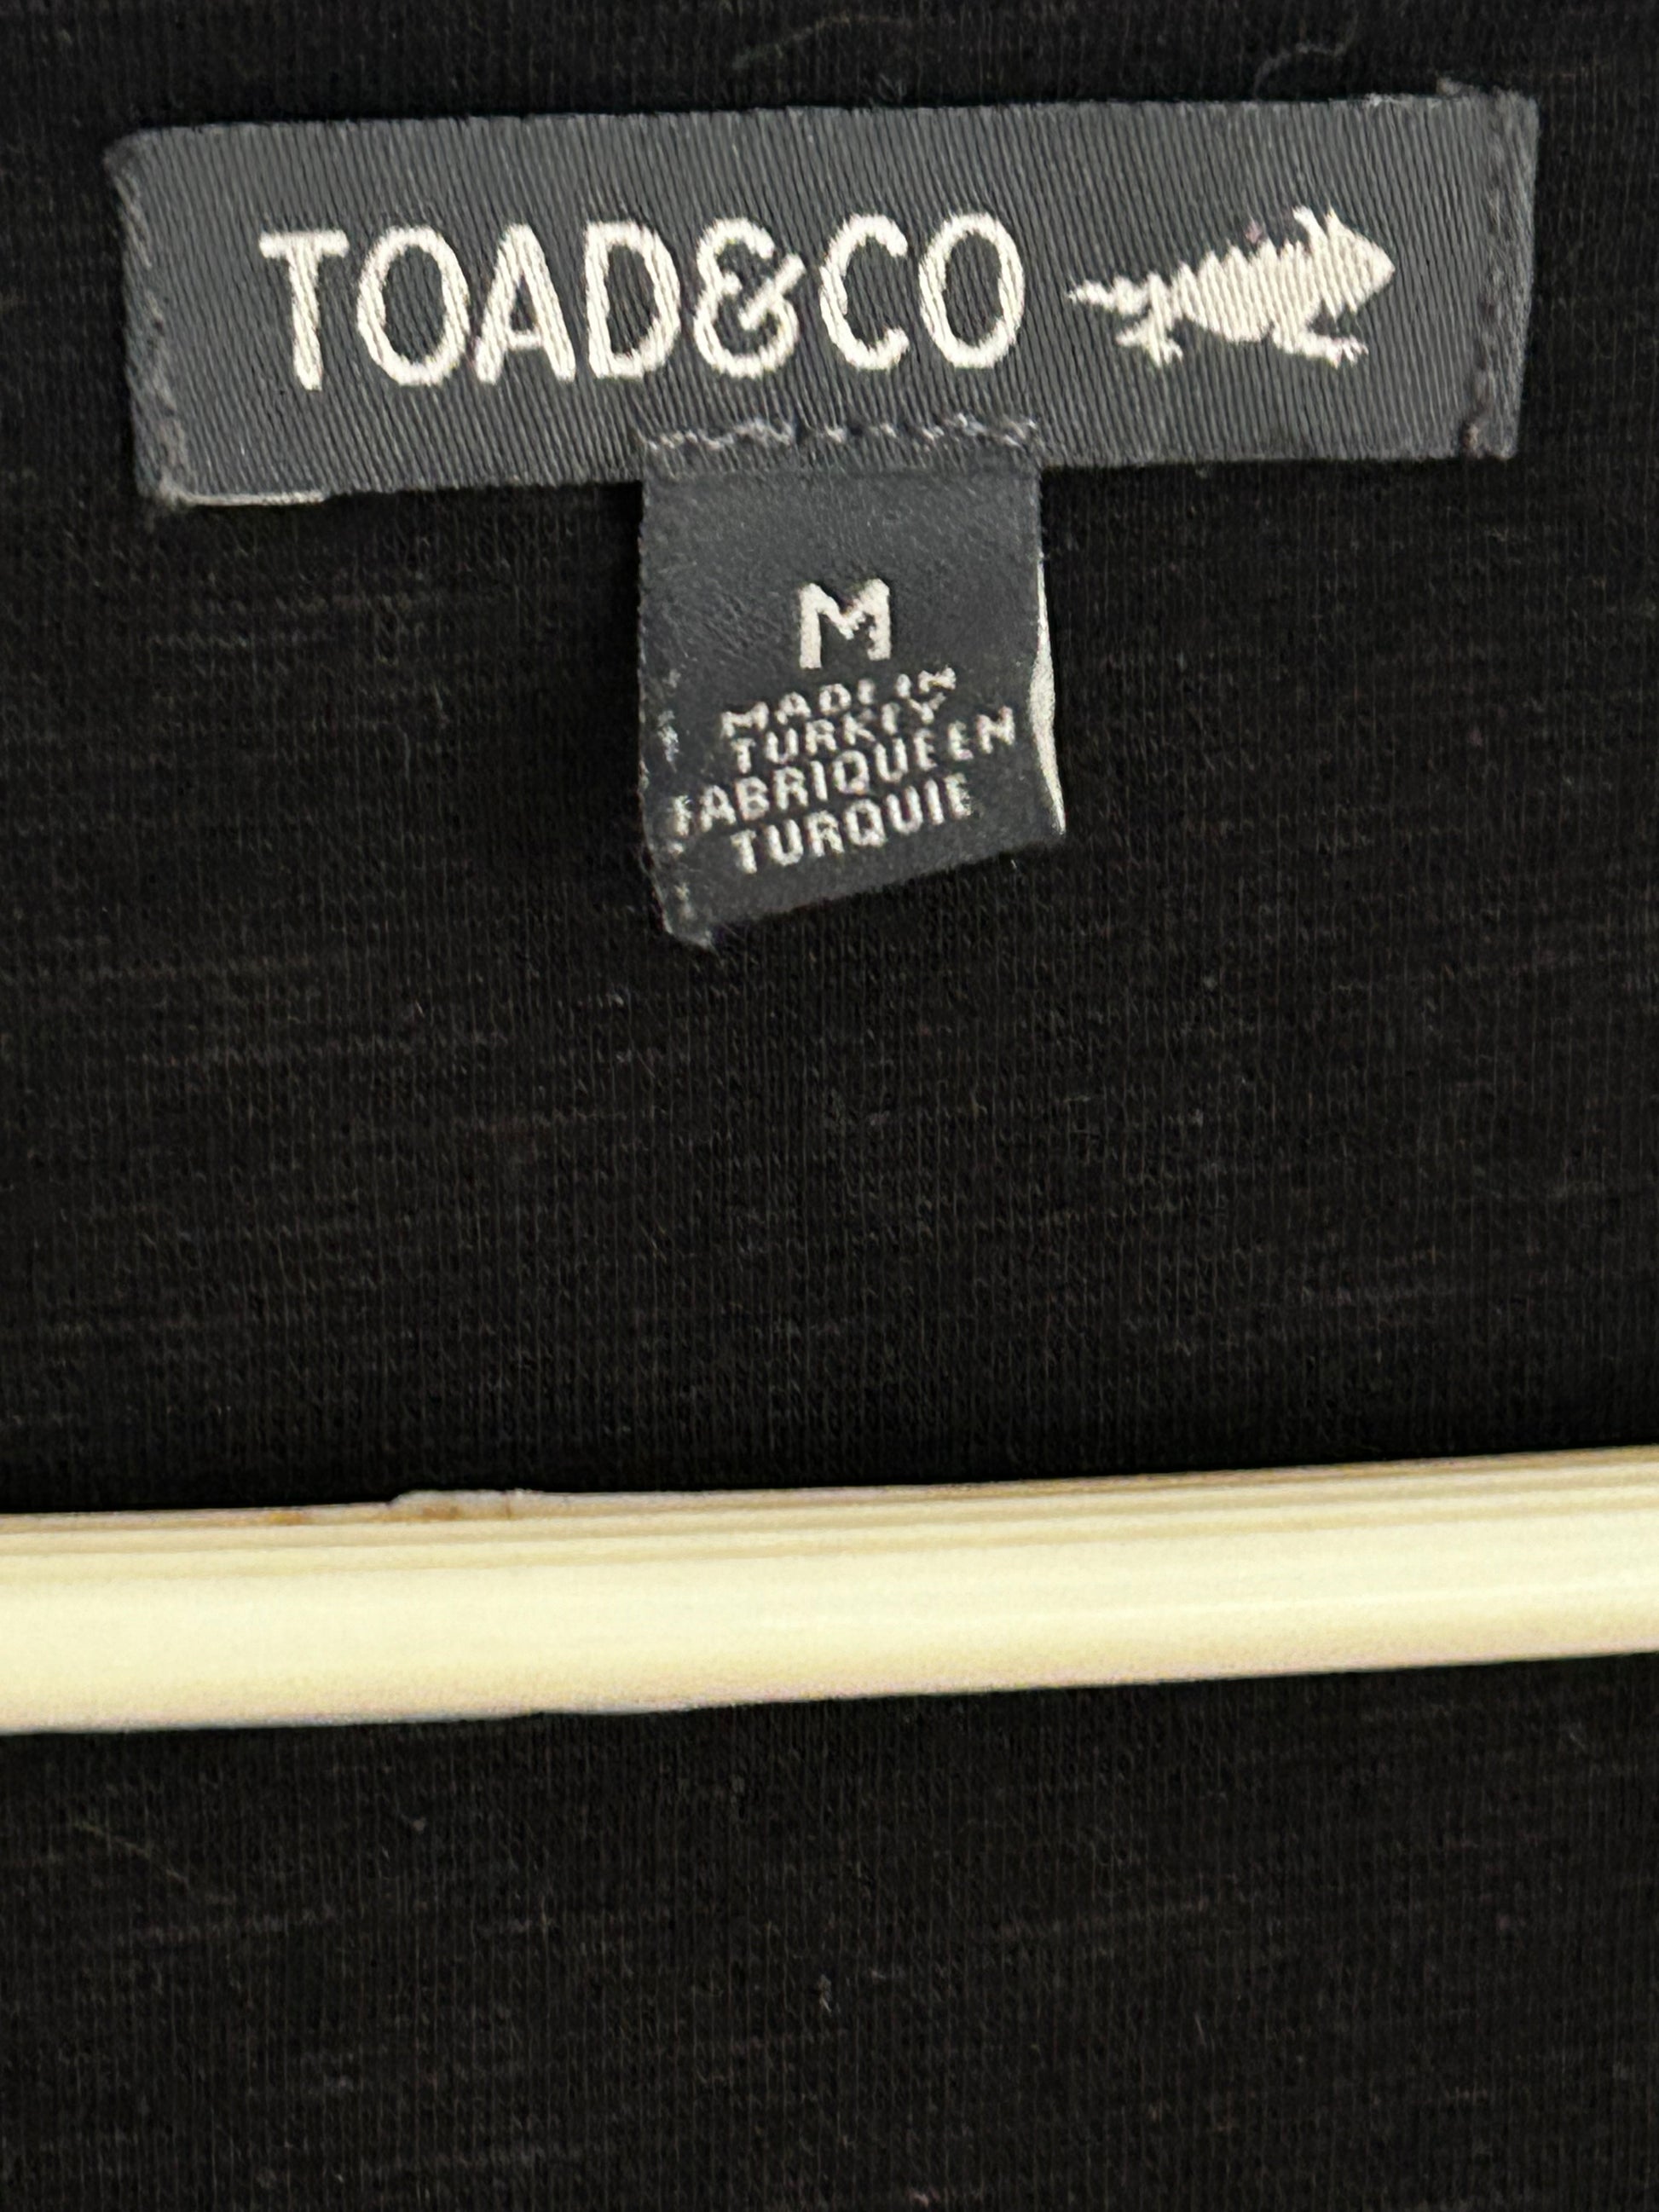 TOAD&CO
M
MADE IN
TURKEY
FABRIQUE EN
TURQUIE